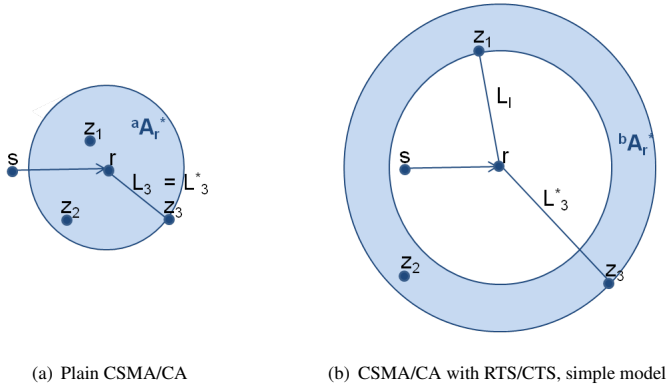 z₁
ᵃAᵣ*
s
r
L₃ = L*₃
z₂
z₃
z₁
Lₗ
ᵇAᵣ*
s
r
L*₃
z₂
z₃
(a) Plain CSMA/CA
(b) CSMA/CA with RTS/CTS, simple model